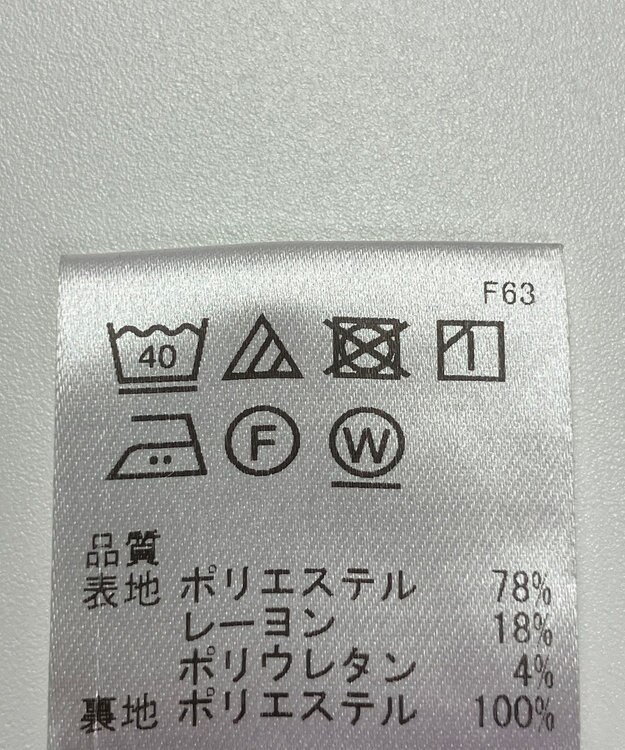 F63
40
F W
品質
表地 ポリエステル 78%
レーヨン 18%
ポリウレタン 4%
裏地 ポリエステル 100%